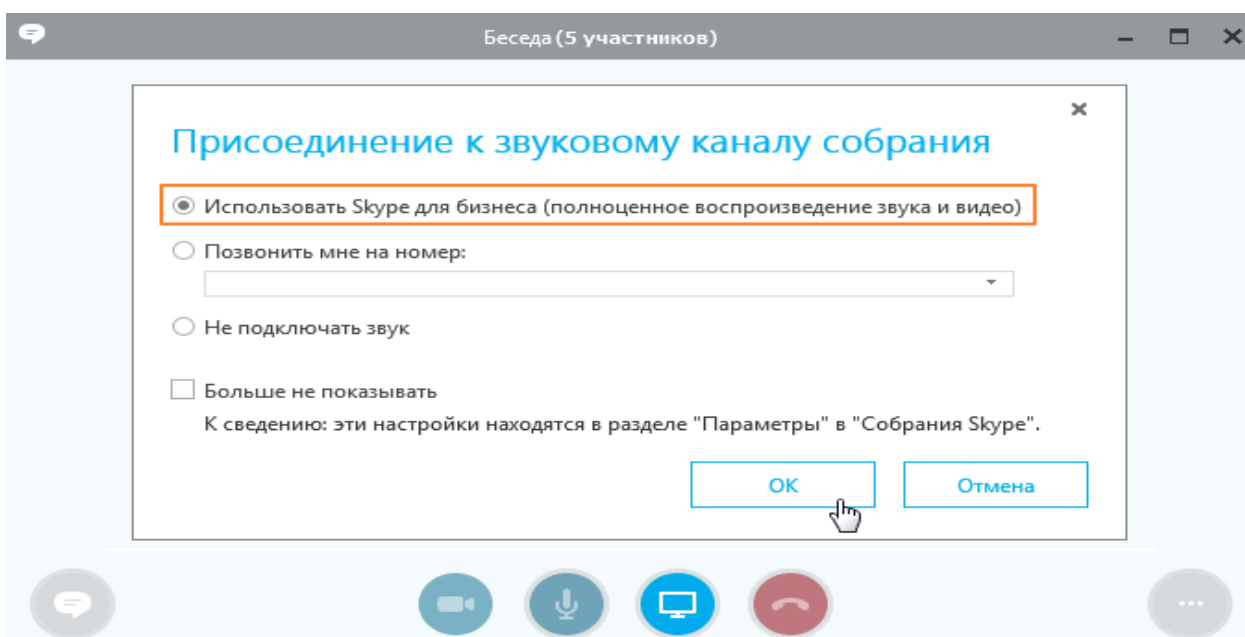 Беседа (5 участников)
Присоединение к звуковому каналу собрания
Использовать Skype для бизнеса (полноценное воспроизведение звука и видео)
Позвонить мне на номер:
Не подключать звук
Больше не показывать
К сведению: эти настройки находятся в разделе "Параметры" в "Собрания Skype".
ОК
Отмена